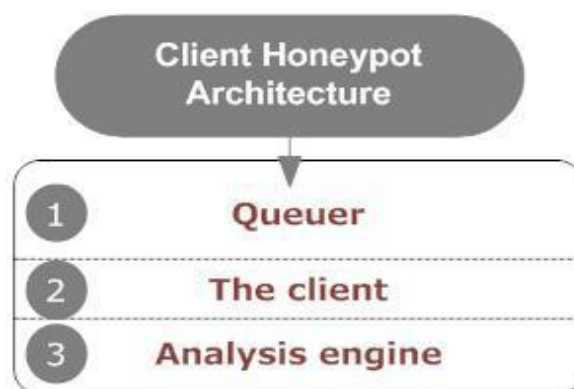 Client Honeypot
Architecture
1 Queuer
2 The client
3 Analysis engine